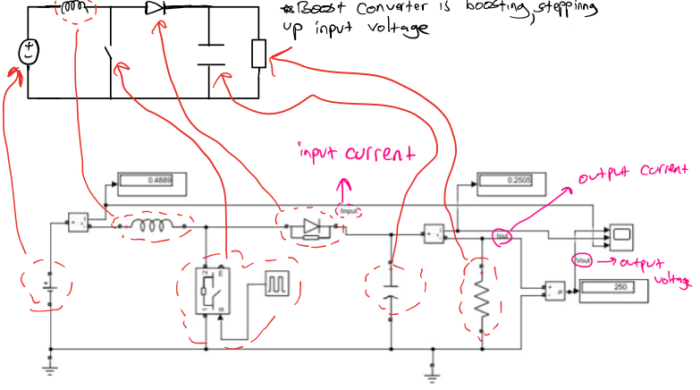 * Boost Converter is boosting, stepping
up input voltage
input current
output current
0.4889
0.2505
Iinput
Iout
Vout
output
voltage
250